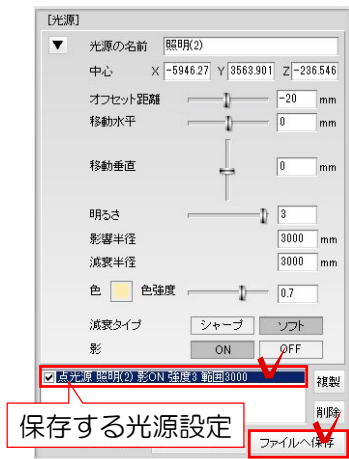 [光源]
▼ 光源の名前 照明(2)
中心 X -5946.27 Y 3563.901 Z -236.546
オフセット距離 -20 mm
移動水平 0 mm
移動垂直 0 mm
明るさ 3
影響半径 3000 mm
減衰半径 3000 mm
色 色強度 0.7
減衰タイプ シャープ ソフト
影 ON OFF
点光源 照明(2) 影ON 強度3 範囲3000
複製
削除
保存する光源設定
ファイルへ保存